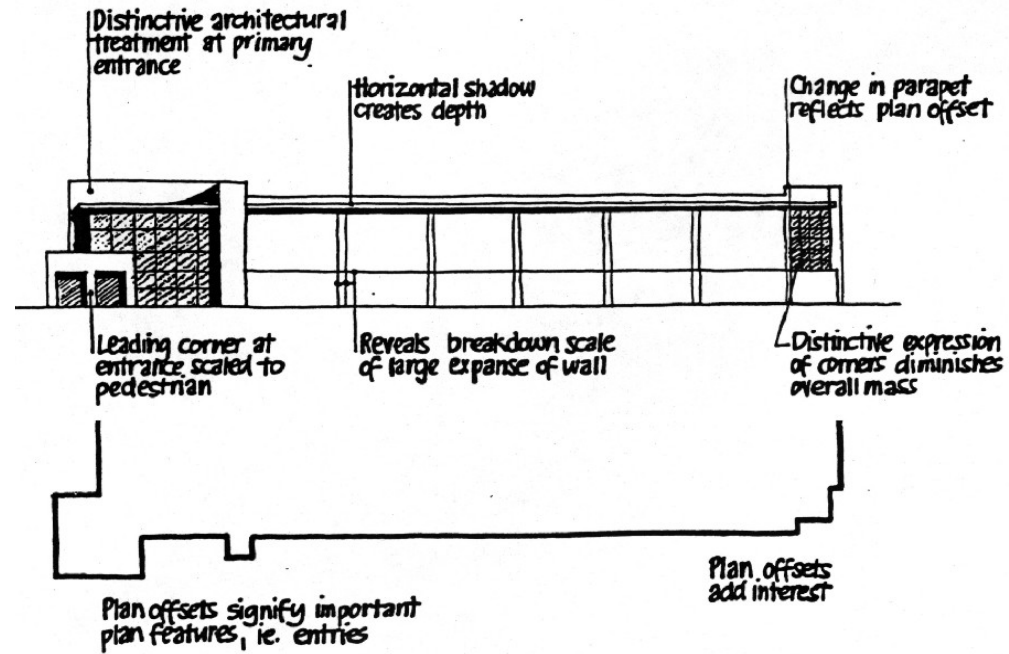 Distinctive architectural
treatment at primary
entrance
Horizontal shadow
creates depth
Change in parapet
reflects plan offset
Leading corner at
entrance scaled to
pedestrian
Reveals breakdown scale
of large expanse of wall
Distinctive expression
of corners diminishes
overall mass
Plan offsets signify important
plan features, ie. entries
Plan offsets
add interest